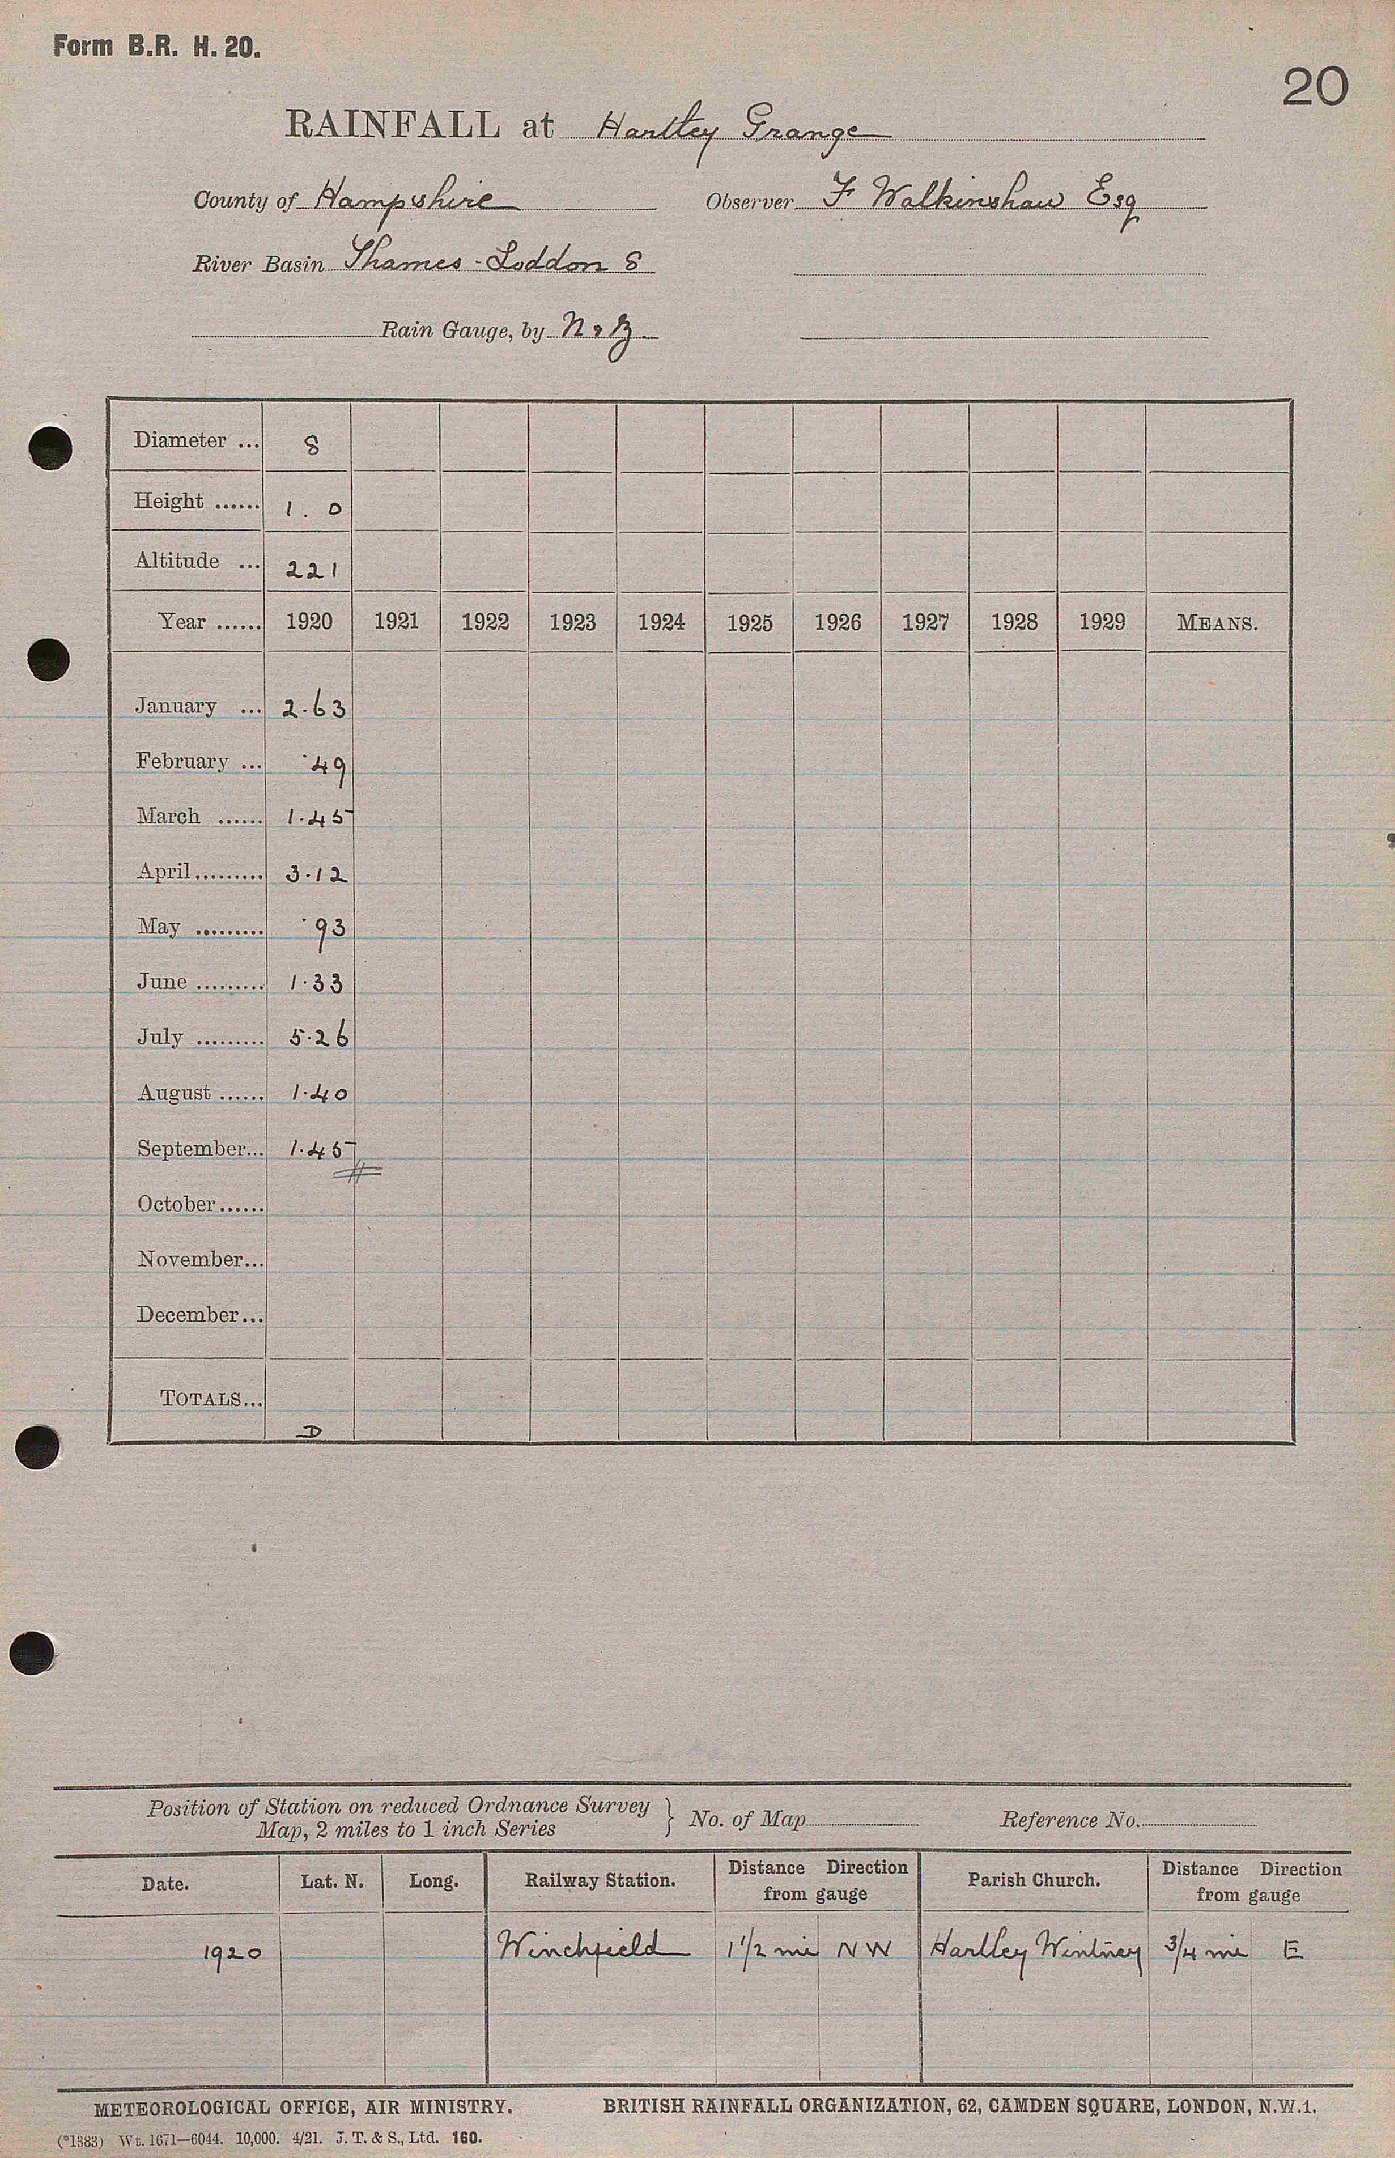 Form B.R. H. 20.
20
RAINFALL at Hartley Grange
County of Hampshire Observer F Walkinshaw Esq
River Basin Thames - Loddon S
Rain Gauge, by N & Z
Diameter ... 8
Height ...... 1 . 0
Altitude ... 221
Year ...... 1920 1921 1922 1923 1924 1925 1926 1927 1928 1929 MEANS.
January ... 2.63
February ... .49
March ...... 1.45
April......... 3.12
May ......... .93
June ......... 1.33
July ......... 5.26
August ...... 1.40
September... 1.45
October......
November...
December...
TOTALS...
D
Position of Station on reduced Ordnance Survey
Map, 2 miles to 1 inch Series } No. of Map Reference No.
Date. Lat. N. Long. Railway Station. Distance Direction from gauge Parish Church. Distance Direction from gauge
1920 Winchfield 1 1/2 mi NW Hartley Wintney 3/4 mi E
METEOROLOGICAL OFFICE, AIR MINISTRY. BRITISH RAINFALL ORGANIZATION, 62, CAMDEN SQUARE, LONDON, N.W.1.
(*1383) Wt. 1671—6044. 10,000. 4/21. J. T. & S., Ltd. 160.